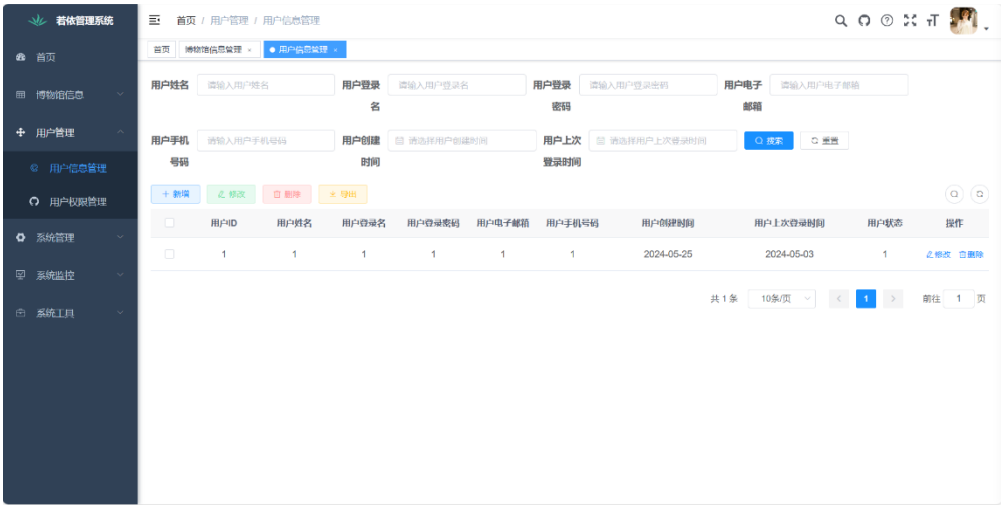 若依管理系统
首页 / 用户管理 / 用户信息管理
首页
博物馆信息管理 ×
● 用户信息管理 ×
首页
博物馆信息
用户管理
用户信息管理
用户权限管理
系统管理
系统监控
系统工具
用户姓名 请输入用户姓名
用户登录名 请输入用户登录名
用户登录密码 请输入用户登录密码
用户电子邮箱 请输入用户电子邮箱
用户手机号码 请输入用户手机号码
用户创建时间 请选择用户创建时间
用户上次登录时间 请选择用户上次登录时间
搜索 重置
+ 新增 修改 删除 导出
用户ID 用户姓名 用户登录名 用户登录密码 用户电子邮箱 用户手机号码 用户创建时间 用户上次登录时间 用户状态 操作
1 1 1 1 1 1 2024-05-25 2024-05-03 1 修改 删除
共 1 条 10条/页 < 1 > 前往 1 页